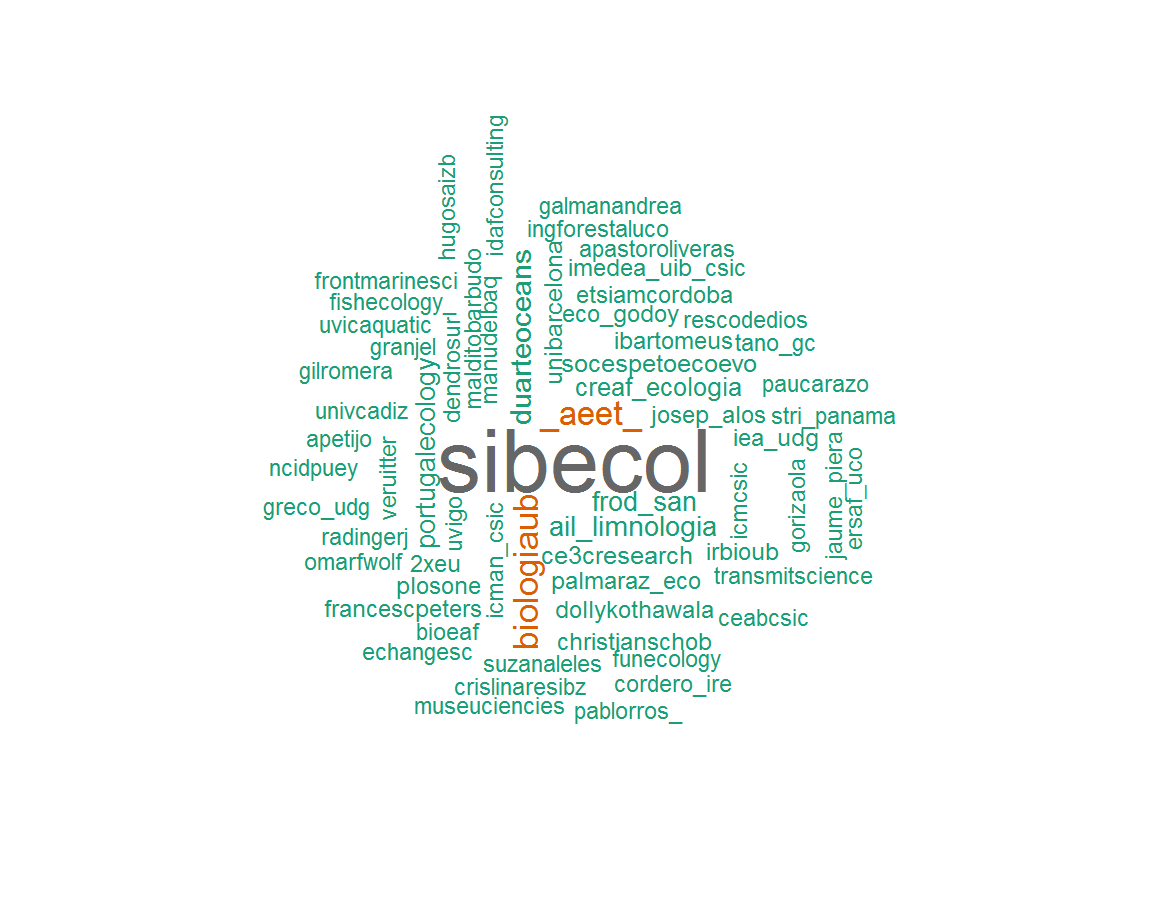 hugosaizb
idafconsulting
galmanandrea
ingforestaluco
apastoroliveras
imedea_uib_csic
frontmarinesci
malditobarbudo
manudelbaq
duarteoceans
unibarcelona
etsiamcordoba
fishecology_
eco_godoy
rescodedios
uvicaquatic
dendrosurl
ibartomeus
tano_gc
granjel
socespetoecoevo
gilromera
creaf_ecologia
paucarazo
univcadiz
portugalecology
_aeet_
josep_alos
stri_panama
apetijo
iea_udg
sibecol
ncidpuey
veruitter
icmcsic
gorizaola
jaume_piera
ersaf_uco
greco_udg
uvigo
icman_csic
biologiaub
frod_san
ail_limnologia
radingerj
omarfwolf
2xeu
ce3cresearch
irbioub
plosone
palmaraz_eco
transmitscience
francescpeters
dollykothawala
ceabcsic
bioeaf
christianschob
echangesc
suzanaleles
funecology
crislinaresibz
cordero_ire
museuciencies
pablorros_